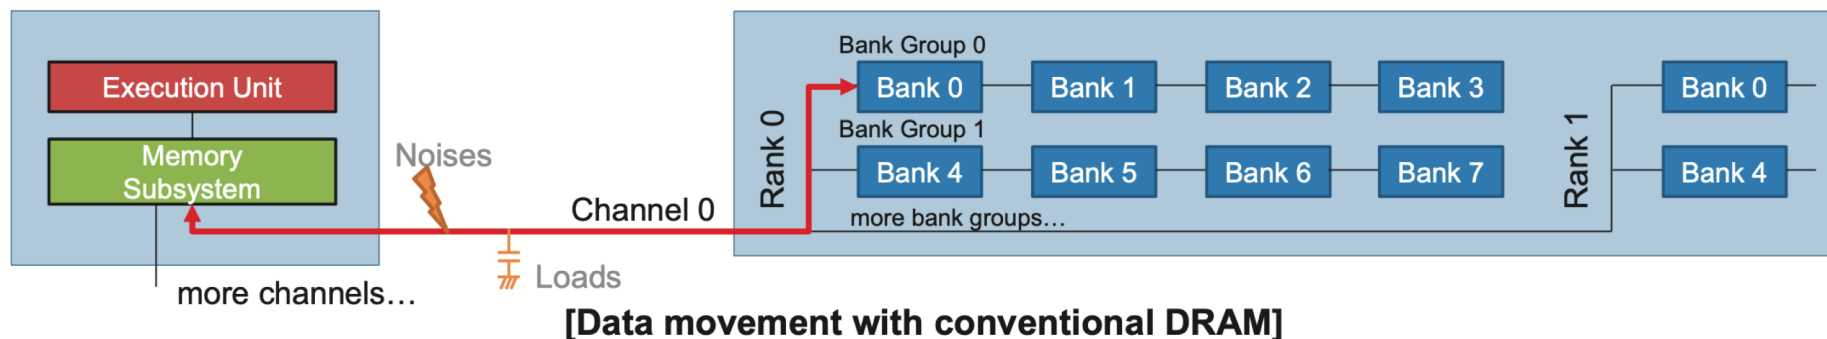 Execution Unit
Memory
Subsystem
Noises
Channel 0
Loads
more channels…
Rank 0
Bank Group 0
Bank 0
Bank 1
Bank 2
Bank 3
Bank Group 1
Bank 4
Bank 5
Bank 6
Bank 7
more bank groups…
Rank 1
Bank 0
Bank 4
[Data movement with conventional DRAM]